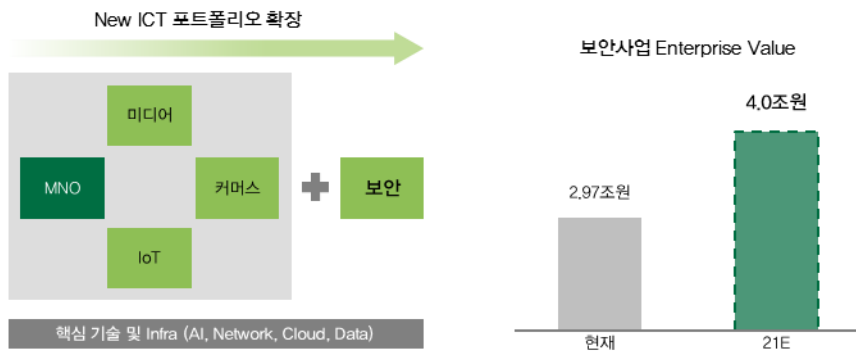 New ICT 포트폴리오 확장
미디어
MNO
커머스
보안
IoT
핵심 기술 및 Infra (AI, Network, Cloud, Data)
보안사업 Enterprise Value
4.0조원
2.97조원
현재
21E